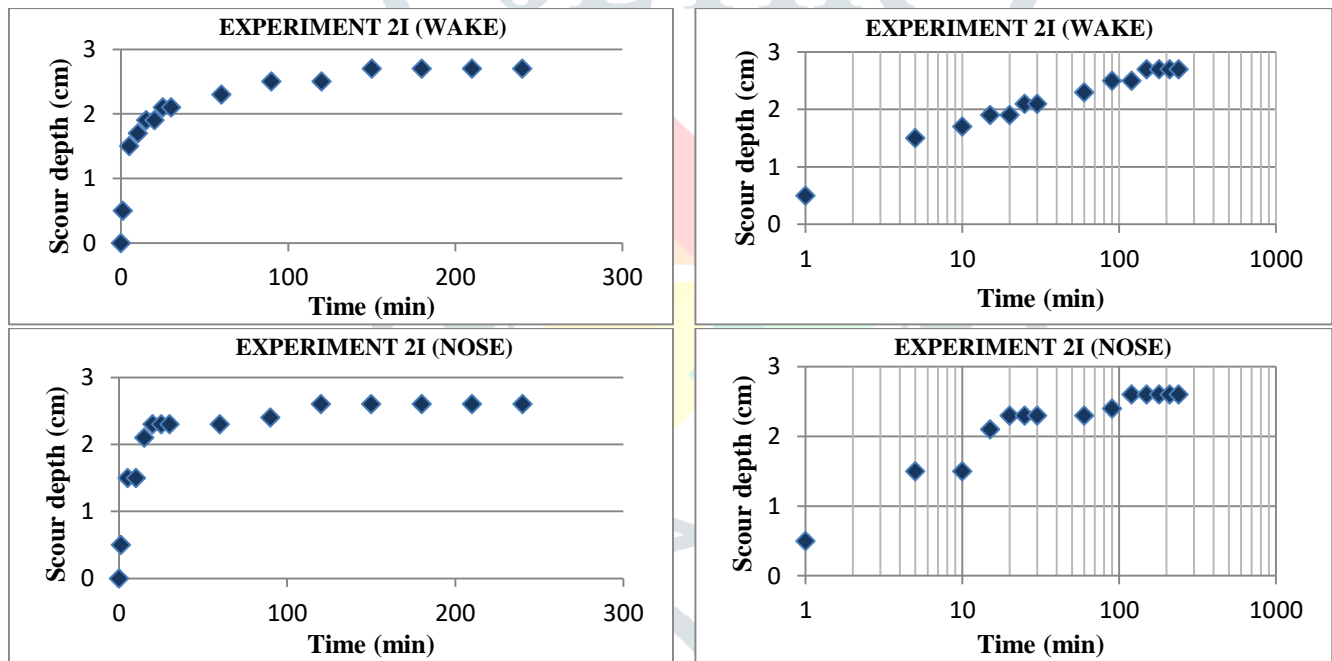 EXPERIMENT 2I (WAKE)
3
2
1
0
Scour depth (cm)
0 100 200 300
Time (min)
EXPERIMENT 2I (WAKE)
3
2
1
0
Scour depth (cm)
1 10 100 1000
Time (min)
EXPERIMENT 2I (NOSE)
3
2
1
0
Scour depth (cm)
0 100 200 300
Time (min)
EXPERIMENT 2I (NOSE)
3
2
1
0
Scour depth (cm)
1 10 100 1000
Time (min)